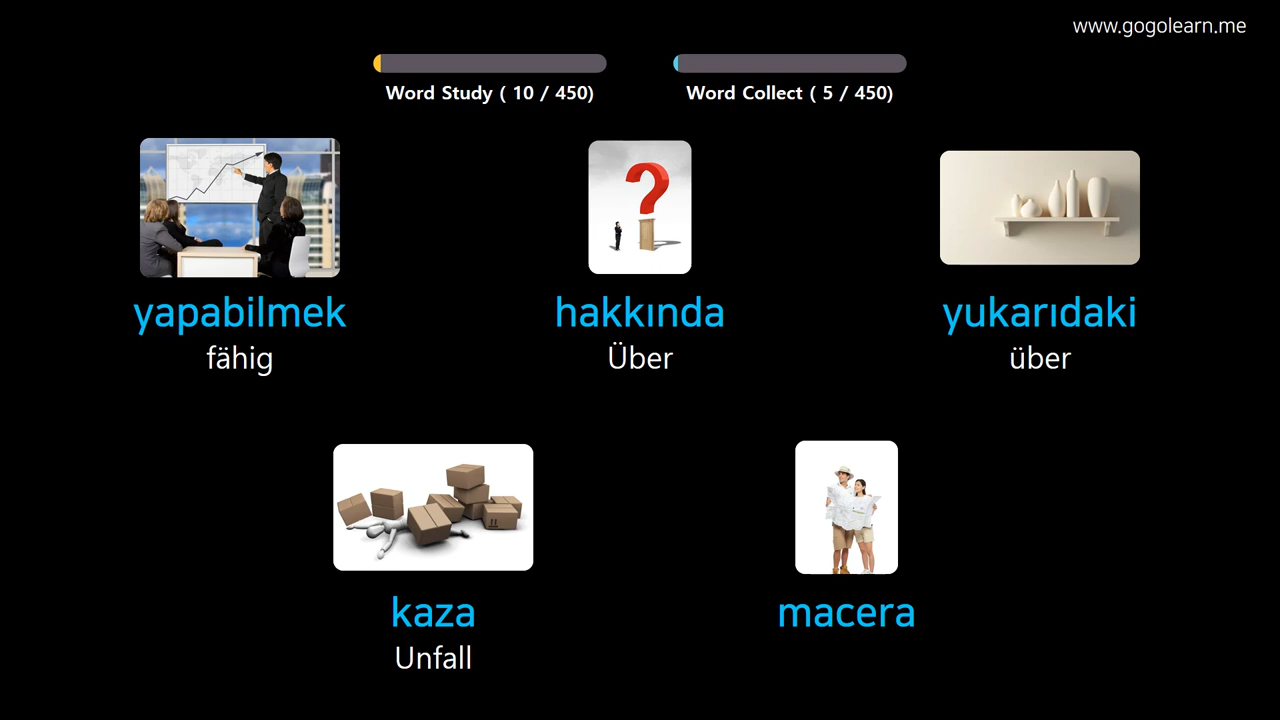 www.gogolearn.me
Word Study ( 10 / 450)
Word Collect ( 5 / 450)
yapabilmek
fähig
hakkında
Über
yukarıdaki
über
kaza
Unfall
macera